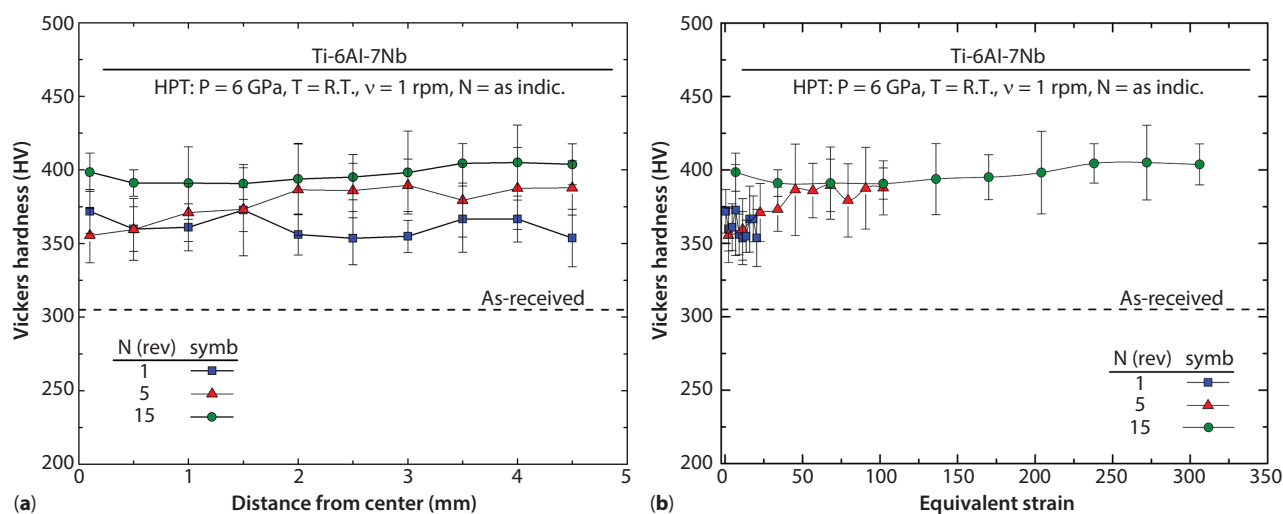 500
450
400
350
300
250
200
Vickers hardness (HV)
Ti-6Al-7Nb
HPT: P = 6 GPa, T = R.T., ν = 1 rpm, N = as indic.
As-received
N (rev) symb
1
5
15
0 1 2 3 4 5
(a) Distance from center (mm)
500
450
400
350
300
250
200
Vickers hardness (HV)
Ti-6Al-7Nb
HPT: P = 6 GPa, T = R.T., ν = 1 rpm, N = as indic.
As-received
N (rev) symb
1
5
15
0 50 100 150 200 250 300 350
(b) Equivalent strain